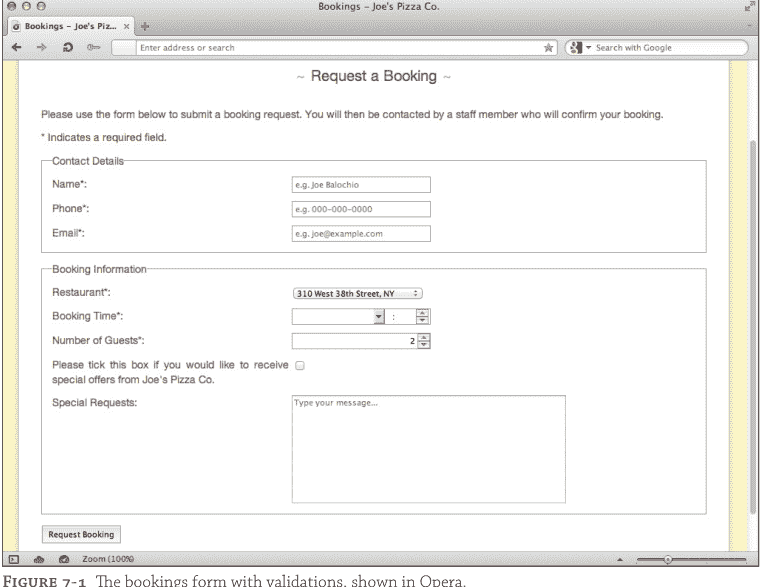 Bookings – Joe's Pizza Co.
Bookings – Joe's Piz...
Enter address or search
Search with Google
~ Request a Booking ~
Please use the form below to submit a booking request. You will then be contacted by a staff member who will confirm your booking.
* Indicates a required field.
Contact Details
Name*:
e.g. Joe Balochio
Phone*:
e.g. 000-000-0000
Email*:
e.g. joe@example.com
Booking Information
Restaurant*:
310 West 38th Street, NY
Booking Time*:
:
Number of Guests*:
2
Please tick this box if you would like to receive
special offers from Joe's Pizza Co.
Special Requests:
Type your message...
Request Booking
Zoom (100%)
FIGURE 7-1 The bookings form with validations, shown in Opera.